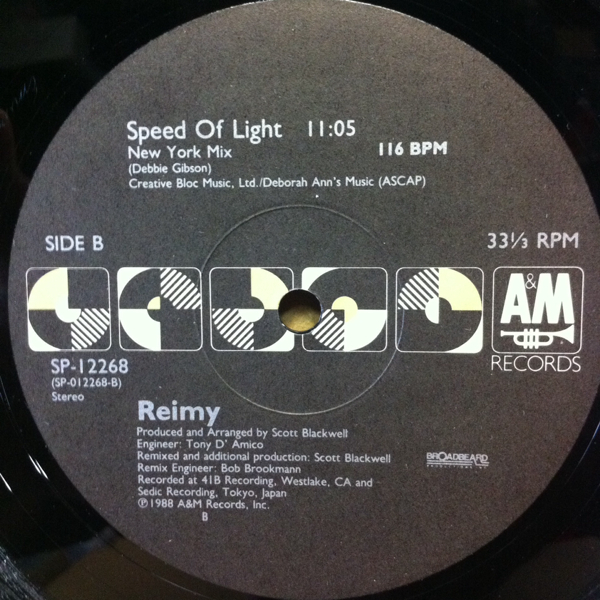 Speed Of Light 11:05
New York Mix 116 BPM
(Debbie Gibson)
Creative Bloc Music, Ltd./Deborah Ann's Music (ASCAP)
SIDE B
33⅓ RPM
A&M
RECORDS
SP-12268
(SP-012268-B)
Stereo
Reimy
Produced and Arranged by Scott Blackwell
Engineer: Tony D' Amico
Remixed and additional production: Scott Blackwell
Remix Engineer: Bob Brookmann
Recorded at 41B Recording, Westlake, CA and
Sedic Recording, Tokyo, Japan
℗1988 A&M Records, Inc.
B
BROADBEARD